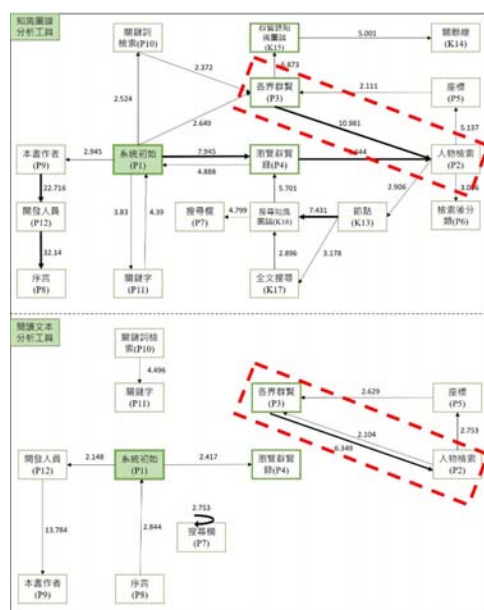 知識圖譜
分析工具
關鍵詞
檢索(P10)
群賢錄知
識圖譜
(K15)
5.001
關聯線
(K14)
6.873
2.372
各界群賢
(P3)
2.111
座標
(P5)
2.524
2.649
10.981
5.137
本書作者
(P9)
2.945
系統初始
(P1)
7.945
4.888
瀏覽群賢
錄(P4)
人物檢索
(P2)
22.716
5.701
2.906
開發人員
(P12)
3.83
4.39
搜尋欄
(P7)
4.799
搜尋知識
圖譜(K16)
7.431
節點
(K13)
檢索後分
類(P6)
32.14
2.896
3.178
序言
(P8)
關鍵字
(P11)
全文搜尋
(K17)
閱讀文本
分析工具
關鍵詞檢
索(P10)
4.496
關鍵字
(P11)
各界群賢
(P3)
2.629
座標
(P5)
2.104
6.349
2.753
開發人員
(P12)
2.148
系統初始
(P1)
2.417
瀏覽群賢
錄(P4)
人物檢索
(P2)
13.784
2.844
2.753
搜尋欄
(P7)
本書作者
(P9)
序言
(P8)